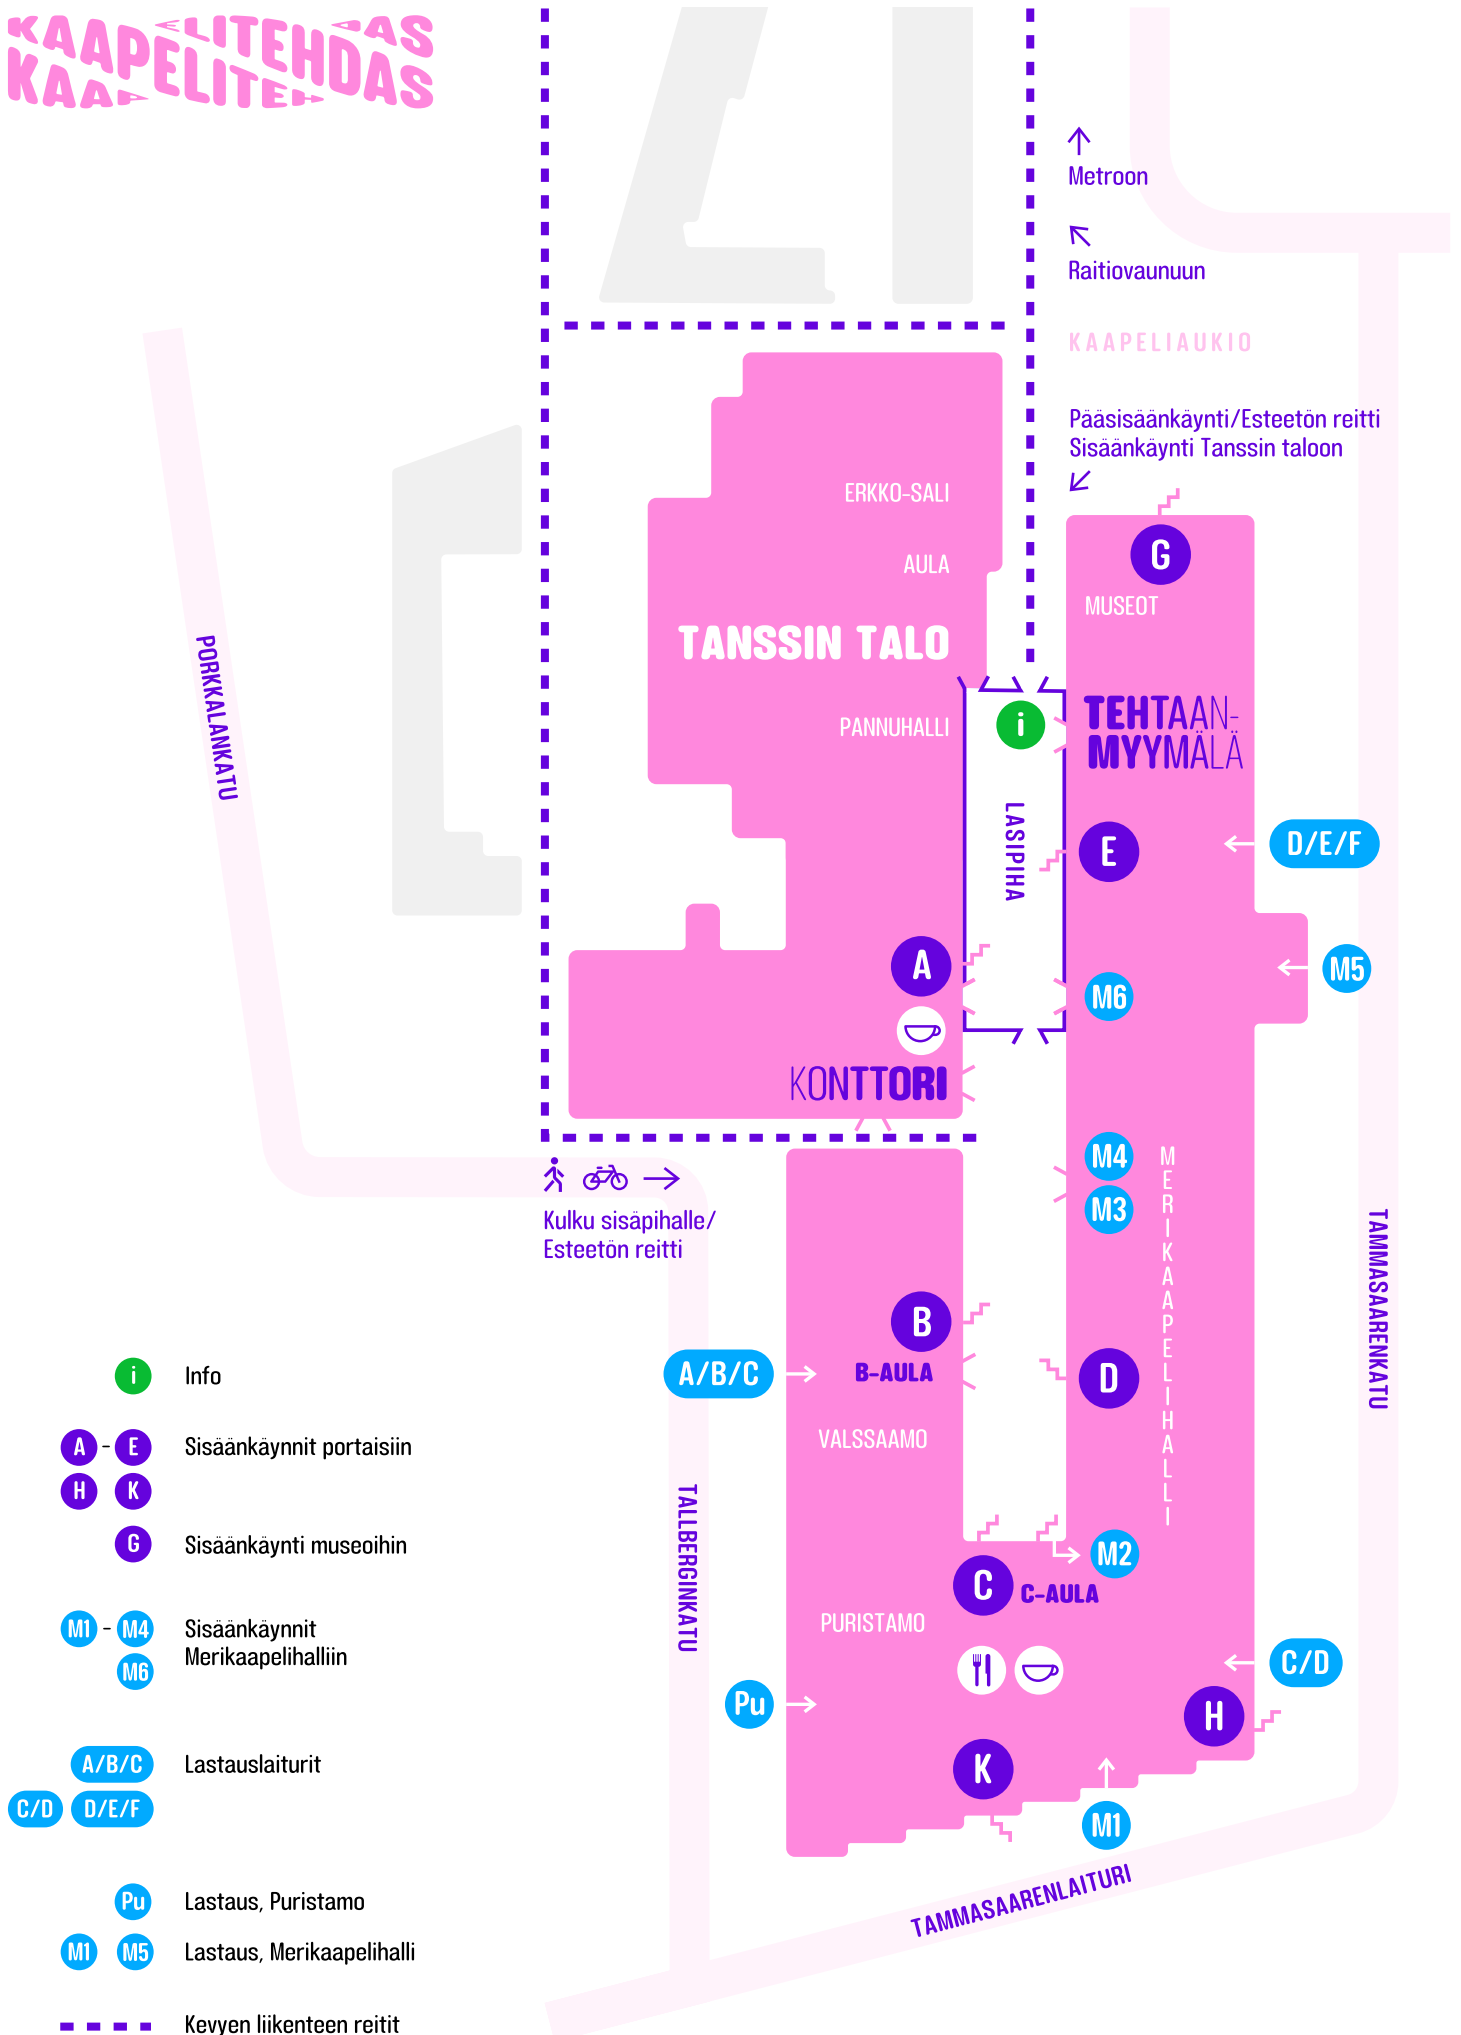 KAAPELITEHDAS
KAAPELITEHDAS
Metroon
Raitiovaunuun
KAAPELIAUKIO
Pääsisäänkäynti/Esteetön reitti
Sisäänkäynti Tanssin taloon
ERKKO-SALI
AULA
TANSSIN TALO
PANNUHALLI
G
MUSEOT
i
TEHTAAN-
MYYMÄLÄ
LASIPIHA
E
D/E/F
PORKKALANKATU
A
M6
M5
KONTTORI
M4
M3
MERIKAAPELIHALLI
TAMMASAARENKATU
Kulku sisäpihalle/
Esteetön reitti
B
B-AULA
A/B/C
D
VALSSAAMO
TALLBERGINKATU
M2
C
C-AULA
PURISTAMO
C/D
Pu
H
K
M1
TAMMASAARENLAITURI
i Info
A - E Sisäänkäynnit portaisiin
H K
G Sisäänkäynti museoihin
M1 - M4 Sisäänkäynnit
M6 Merikaapelihalliin
A/B/C Lastauslaiturit
C/D D/E/F
Pu Lastaus, Puristamo
M1 M5 Lastaus, Merikaapelihalli
Kevyen liikenteen reitit